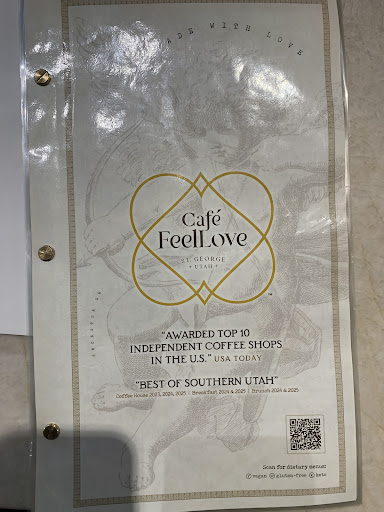 MADE WITH LOVE
Café
FeelLove
ST. GEORGE
• UTAH •
™
"AWARDED TOP 10
INDEPENDENT COFFEE SHOPS
IN THE U.S." USA TODAY
"BEST OF SOUTHERN UTAH"
Coffee House 2023, 2024, 2025 | Breakfast 2024 & 2025 | Brunch 2024 & 2025
Scan for dietary menus:
vegan gluten-free keto